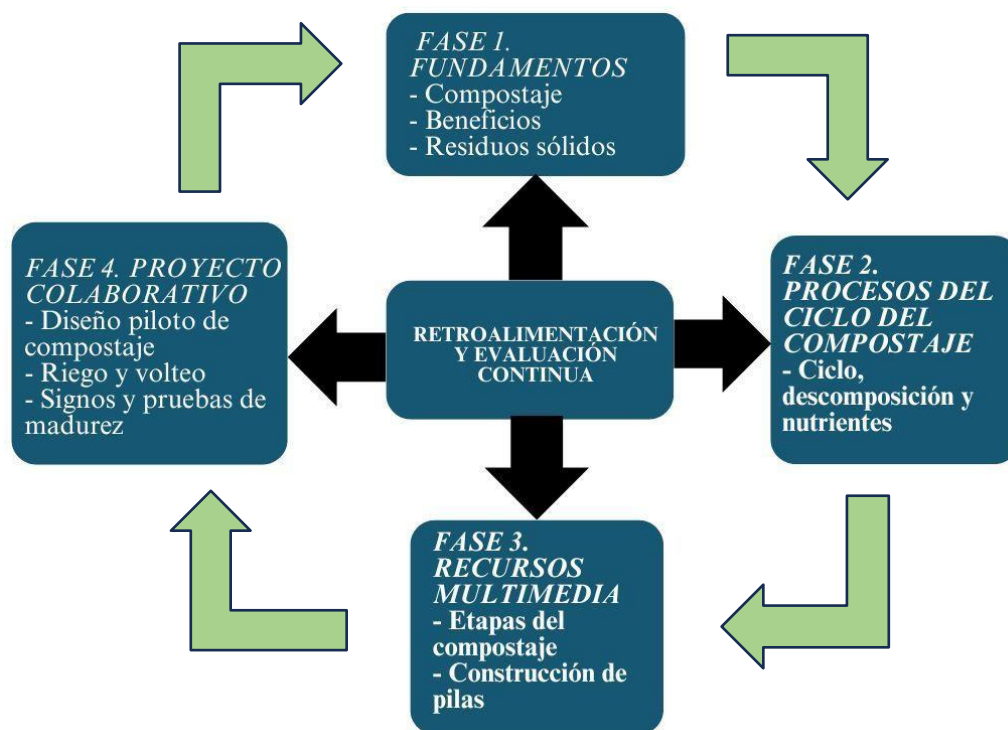 FASE 1.
FUNDAMENTOS
- Compostaje
- Beneficios
- Residuos sólidos
FASE 4. PROYECTO
COLABORATIVO
- Diseño piloto de
compostaje
- Riego y volteo
- Signos y pruebas de
madurez
RETROALIMENTACIÓN
Y EVALUACIÓN
CONTINUA
FASE 2.
PROCESOS DEL
CICLO DEL
COMPOSTAJE
- Ciclo,
descomposición y
nutrientes
FASE 3.
RECURSOS
MULTIMEDIA
- Etapas del
compostaje
- Construcción de
pilas